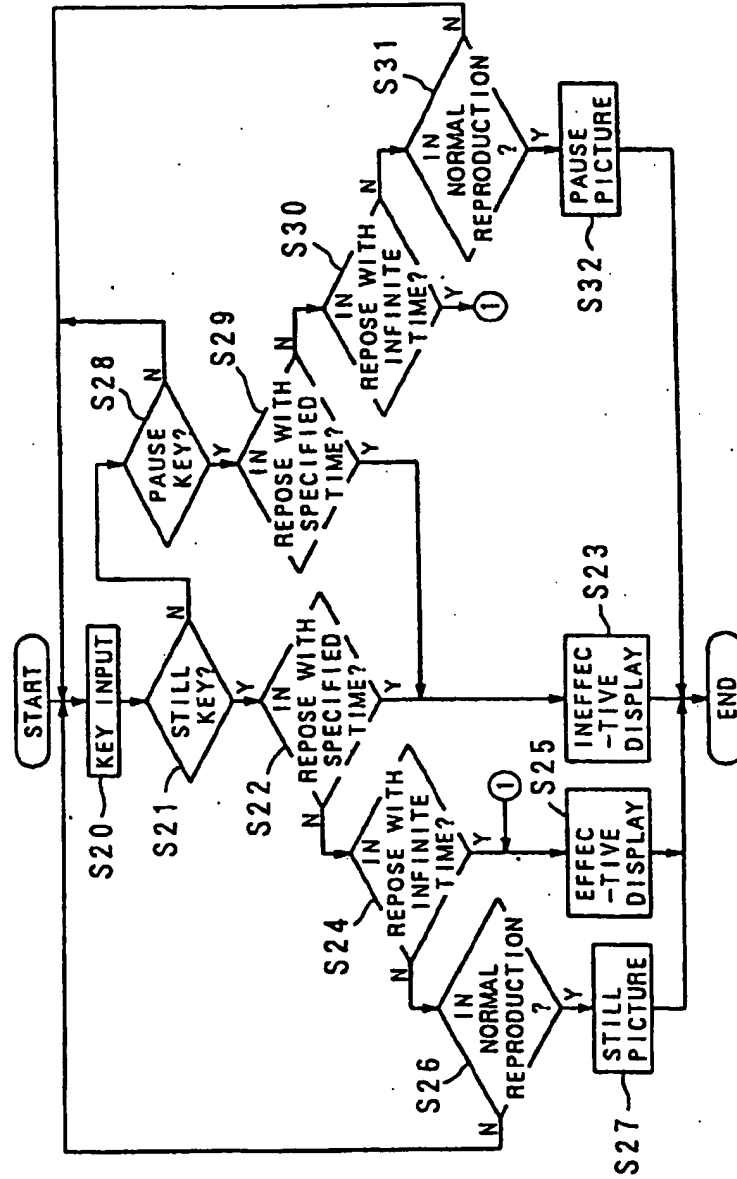 START
S20
KEY INPUT
S21
STILL
KEY?
N
Y
S28
PAUSE
KEY?
N
Y
S22
IN
REPOSE WITH
SPECIFIED
TIME?
N
Y
S29
IN
REPOSE WITH
SPECIFIED
TIME?
N
Y
S24
IN
REPOSE WITH
INFINITE
TIME?
N
Y
1
S30
IN
REPOSE WITH
INFINITE
TIME?
N
Y
1
S26
IN
NORMAL
REPRODUCTION
?
N
Y
S31
IN
NORMAL
REPRODUCTION
?
N
Y
S27
STILL
PICTURE
S25
EFFEC
-TIVE
DISPLAY
S23
INEFFEC
-TIVE
DISPLAY
S32
PAUSE
PICTURE
END